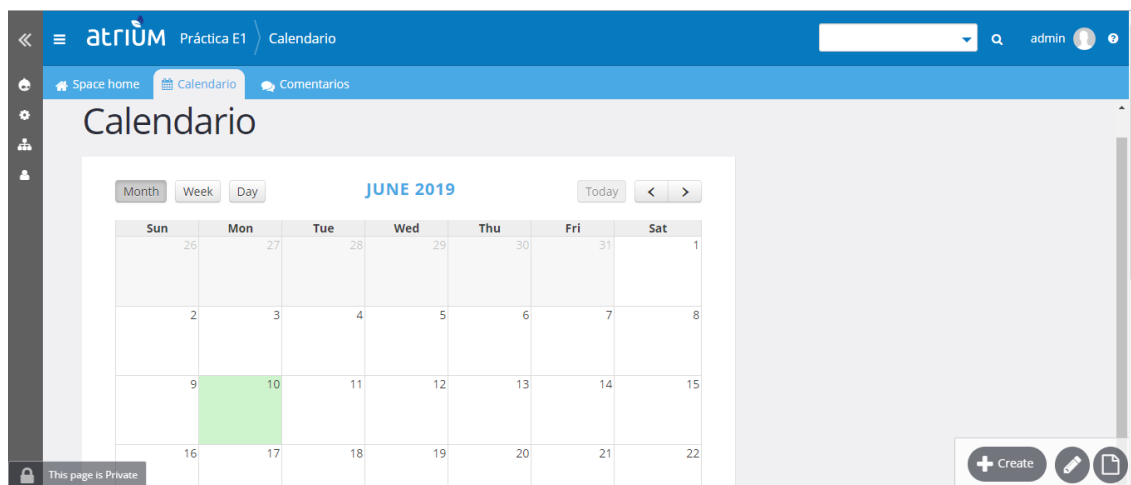 atrium Práctica E1 Calendario admin
Space home Calendario Comentarios
Calendario
Month Week Day JUNE 2019 Today
Sun Mon Tue Wed Thu Fri Sat
26 27 28 29 30 31 1
2 3 4 5 6 7 8
9 10 11 12 13 14 15
16 17 18 19 20 21 22
Create
This page is Private